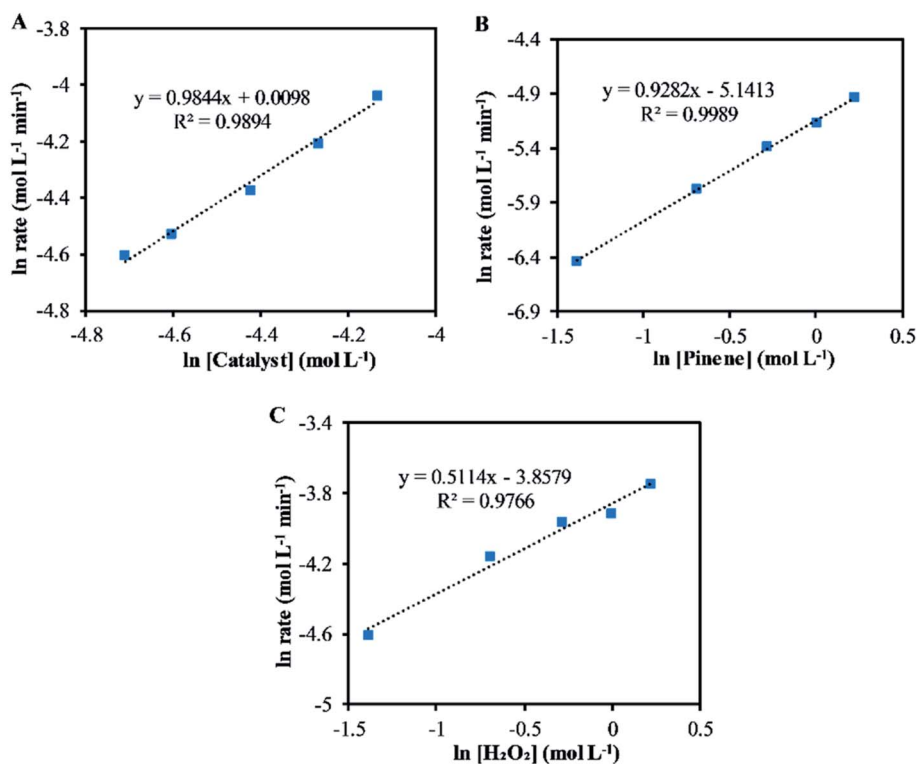 A
-3.8
-4
-4.2
-4.4
-4.6
-4.8
ln rate (mol L⁻¹ min⁻¹)
y = 0.9844x + 0.0098
R² = 0.9894
-4.8 -4.6 -4.4 -4.2 -4
ln [Catalyst] (mol L⁻¹)
B
-4.4
-4.9
-5.4
-5.9
-6.4
-6.9
ln rate (mol L⁻¹ min⁻¹)
y = 0.9282x - 5.1413
R² = 0.9989
-1.5 -1 -0.5 0 0.5
ln [Pinene] (mol L⁻¹)
C
-3.4
-3.8
-4.2
-4.6
-5
ln rate (mol L⁻¹ min⁻¹)
y = 0.5114x - 3.8579
R² = 0.9766
-1.5 -1 -0.5 0 0.5
ln [H₂O₂] (mol L⁻¹)